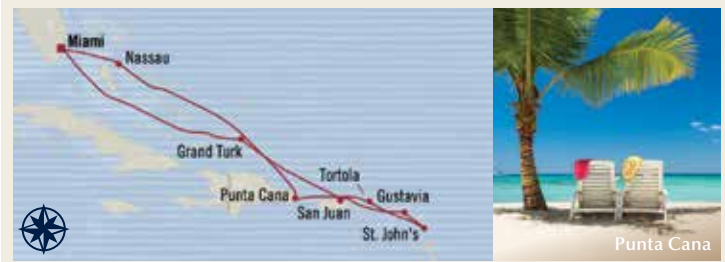 Miami
Nassau
Grand Turk
Tortola
Punta Cana
Gustavia
San Juan
St. John's
Punta Cana